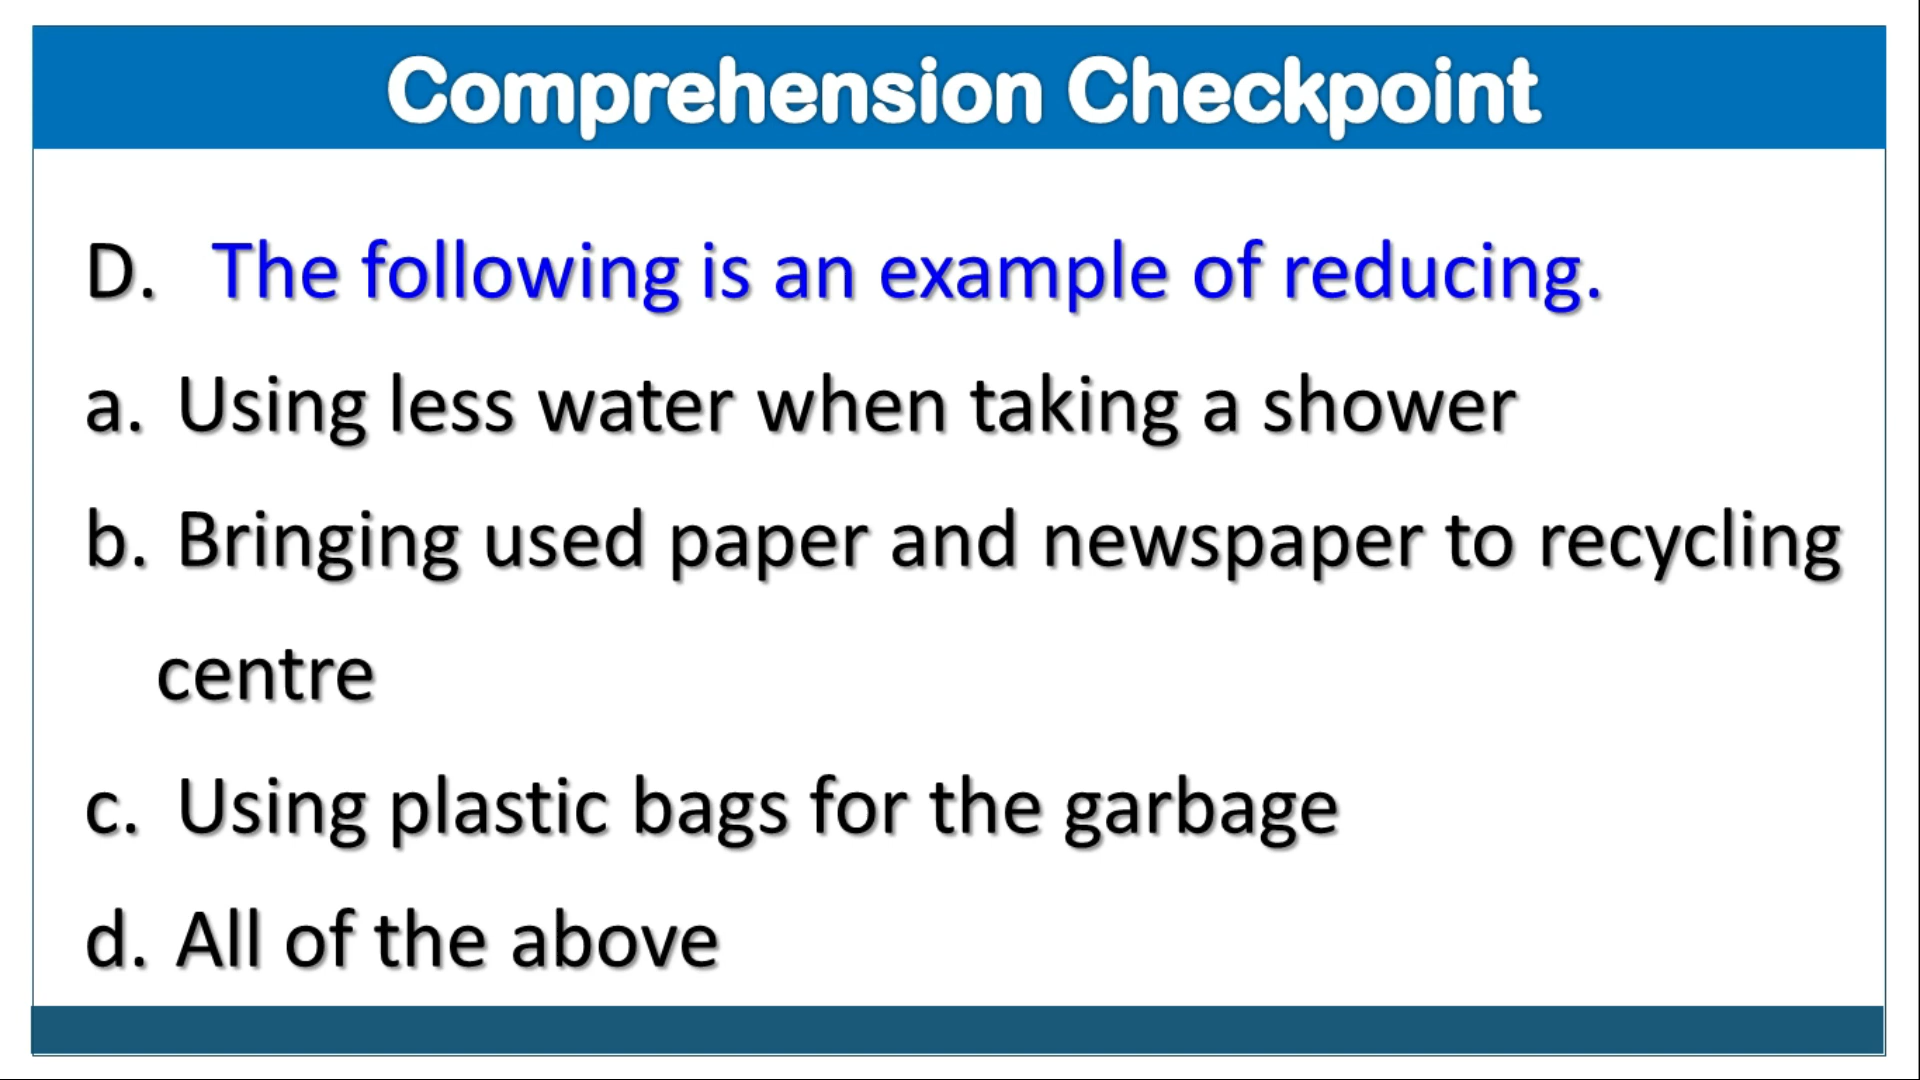 Comprehension Checkpoint
D. The following is an example of reducing.
a. Using less water when taking a shower
b. Bringing used paper and newspaper to recycling
centre
c. Using plastic bags for the garbage
d. All of the above